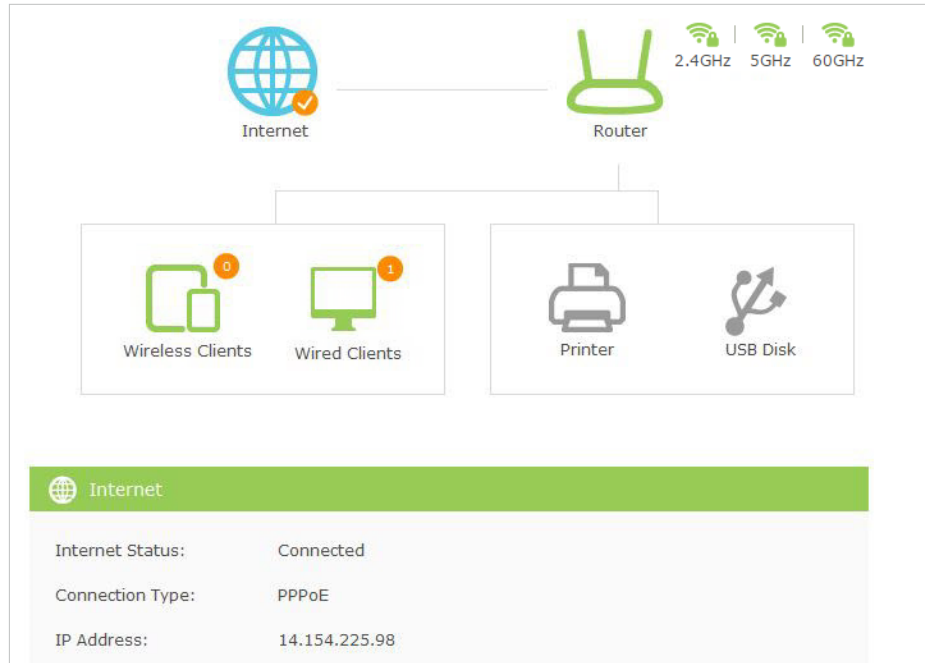 2.4GHz | 5GHz | 60GHz
Internet
Router
0
1
Wireless Clients
Wired Clients
Printer
USB Disk
Internet
Internet Status: Connected
Connection Type: PPPoE
IP Address: 14.154.225.98